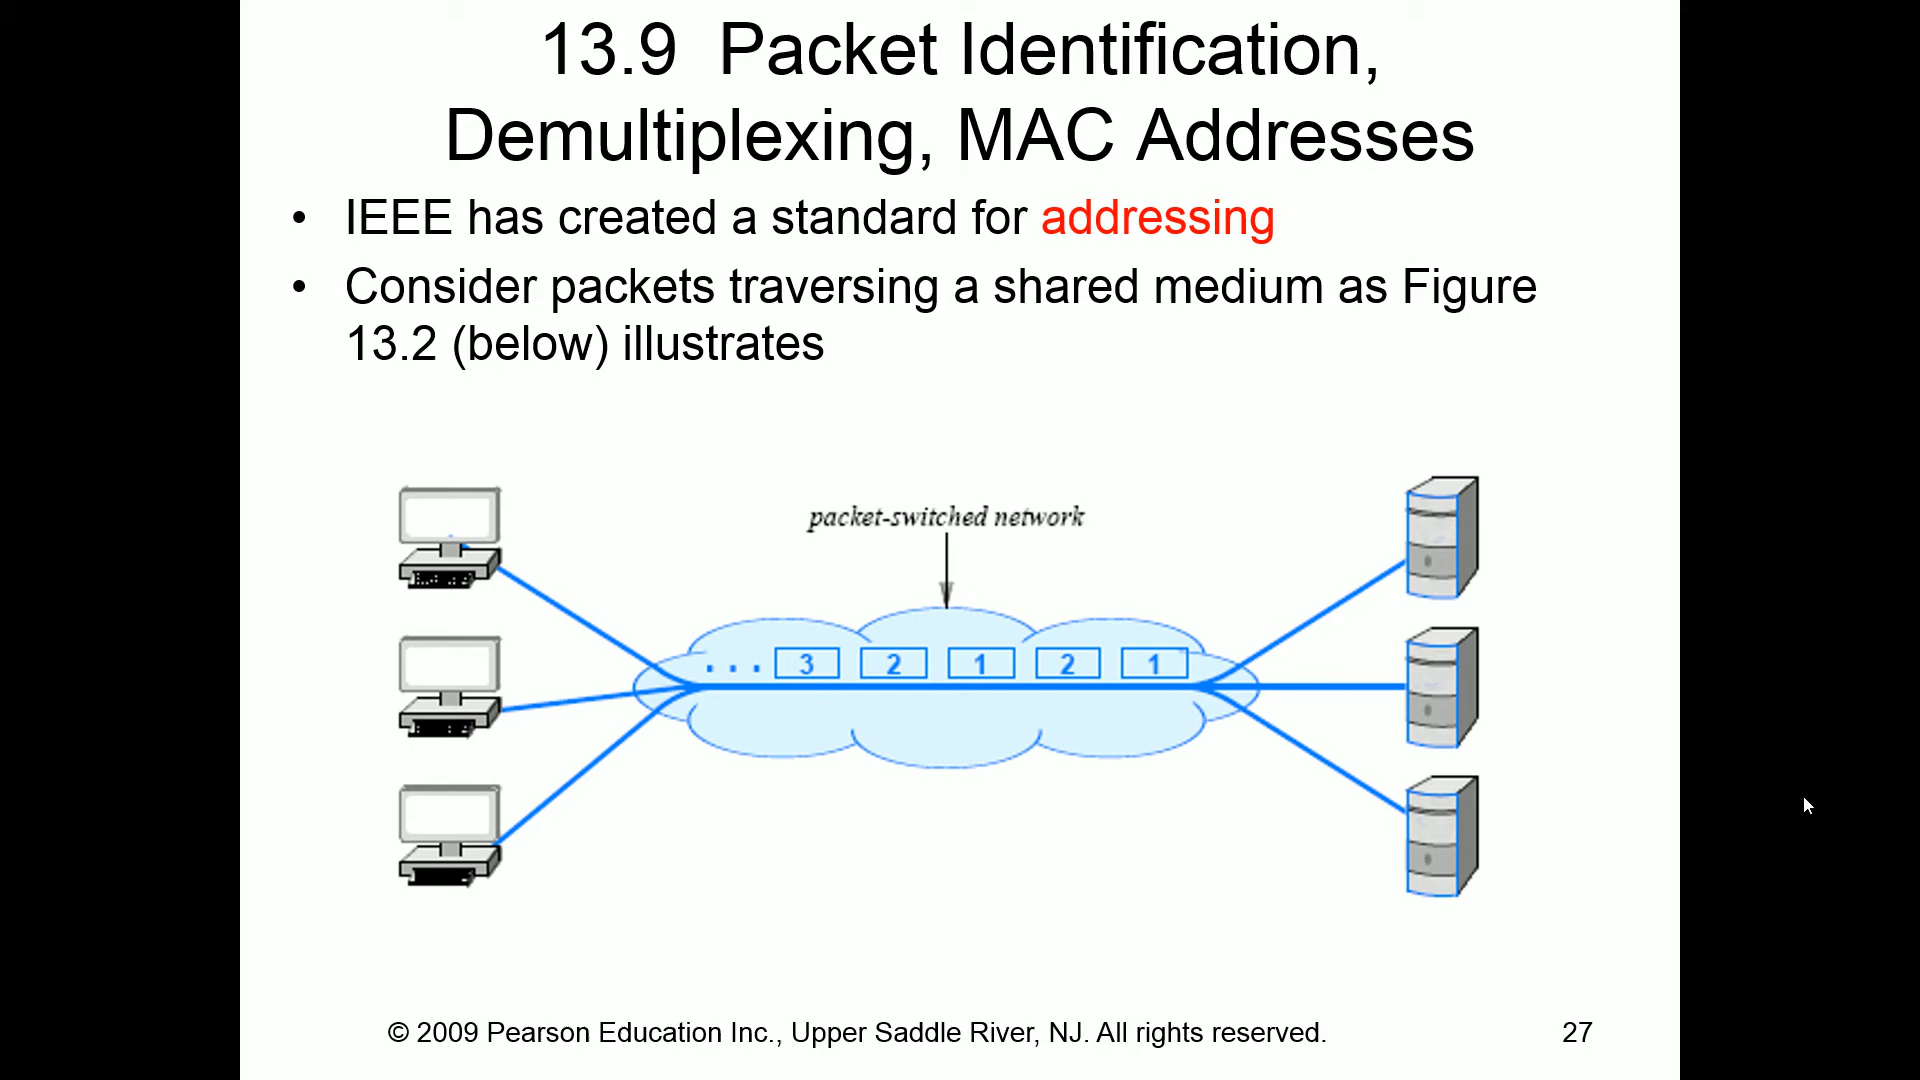 13.9 Packet Identification,
Demultiplexing, MAC Addresses
• IEEE has created a standard for addressing
• Consider packets traversing a shared medium as Figure
13.2 (below) illustrates
packet-switched network
. . . 3 2 1 2 1
© 2009 Pearson Education Inc., Upper Saddle River, NJ. All rights reserved. 27